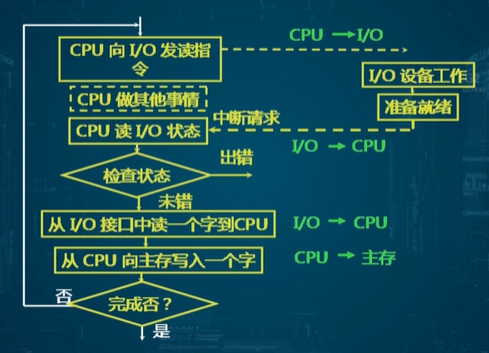 CPU → I/O
CPU 向 I/O 发读指
令
I/O 设备工作
CPU 做其他事情
准备就绪
中断请求
CPU 读 I/O 状态
I/O → CPU
出错
检查状态
未错
从 I/O 接口中读一个字到CPU
I/O → CPU
从 CPU 向主存写入一个字
CPU → 主存
否
完成否？
是